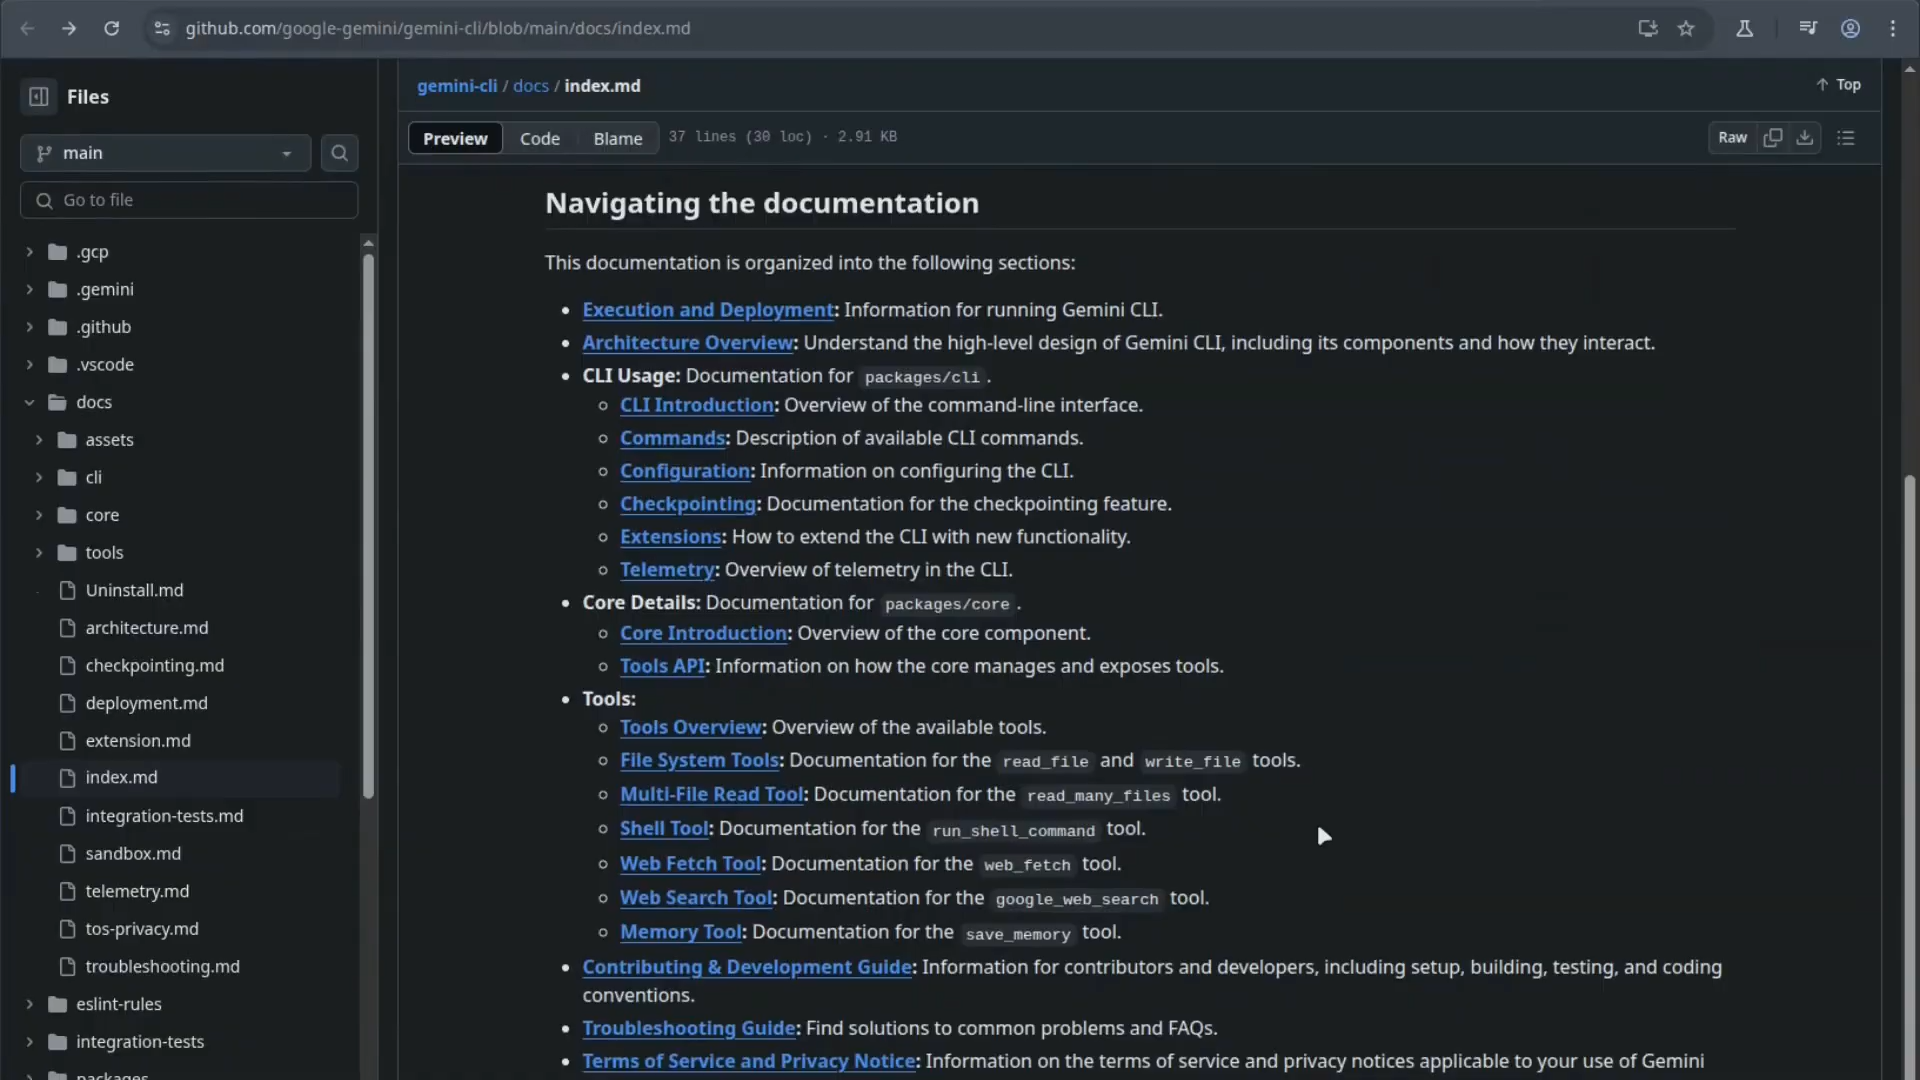 github.com/google-gemini/gemini-cli/blob/main/docs/index.md
Files
main
Go to file
.gcp
.gemini
.github
.vscode
docs
assets
cli
core
tools
Uninstall.md
architecture.md
checkpointing.md
deployment.md
extension.md
index.md
integration-tests.md
sandbox.md
telemetry.md
tos-privacy.md
troubleshooting.md
eslint-rules
integration-tests
packages
gemini-cli / docs / index.md
Top
Preview Code Blame 37 lines (30 loc) · 2.91 KB
Raw
Navigating the documentation
This documentation is organized into the following sections:
• Execution and Deployment: Information for running Gemini CLI.
• Architecture Overview: Understand the high-level design of Gemini CLI, including its components and how they interact.
• CLI Usage: Documentation for packages/cli.
◦ CLI Introduction: Overview of the command-line interface.
◦ Commands: Description of available CLI commands.
◦ Configuration: Information on configuring the CLI.
◦ Checkpointing: Documentation for the checkpointing feature.
◦ Extensions: How to extend the CLI with new functionality.
◦ Telemetry: Overview of telemetry in the CLI.
• Core Details: Documentation for packages/core.
◦ Core Introduction: Overview of the core component.
◦ Tools API: Information on how the core manages and exposes tools.
• Tools:
◦ Tools Overview: Overview of the available tools.
◦ File System Tools: Documentation for the read_file and write_file tools.
◦ Multi-File Read Tool: Documentation for the read_many_files tool.
◦ Shell Tool: Documentation for the run_shell_command tool.
◦ Web Fetch Tool: Documentation for the web_fetch tool.
◦ Web Search Tool: Documentation for the google_web_search tool.
◦ Memory Tool: Documentation for the save_memory tool.
• Contributing & Development Guide: Information for contributors and developers, including setup, building, testing, and coding
conventions.
• Troubleshooting Guide: Find solutions to common problems and FAQs.
• Terms of Service and Privacy Notice: Information on the terms of service and privacy notices applicable to your use of Gemini